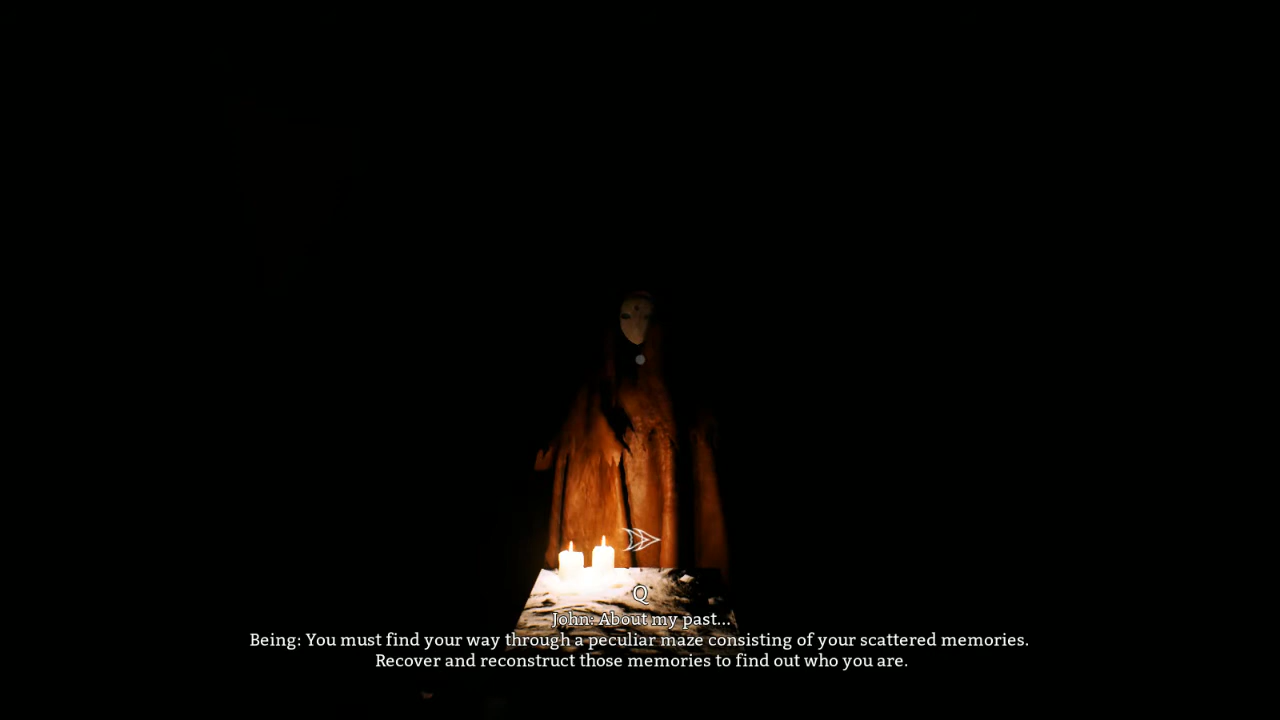 Q
John: About my past...
Being: You must find your way through a peculiar maze consisting of your scattered memories.
Recover and reconstruct those memories to find out who you are.